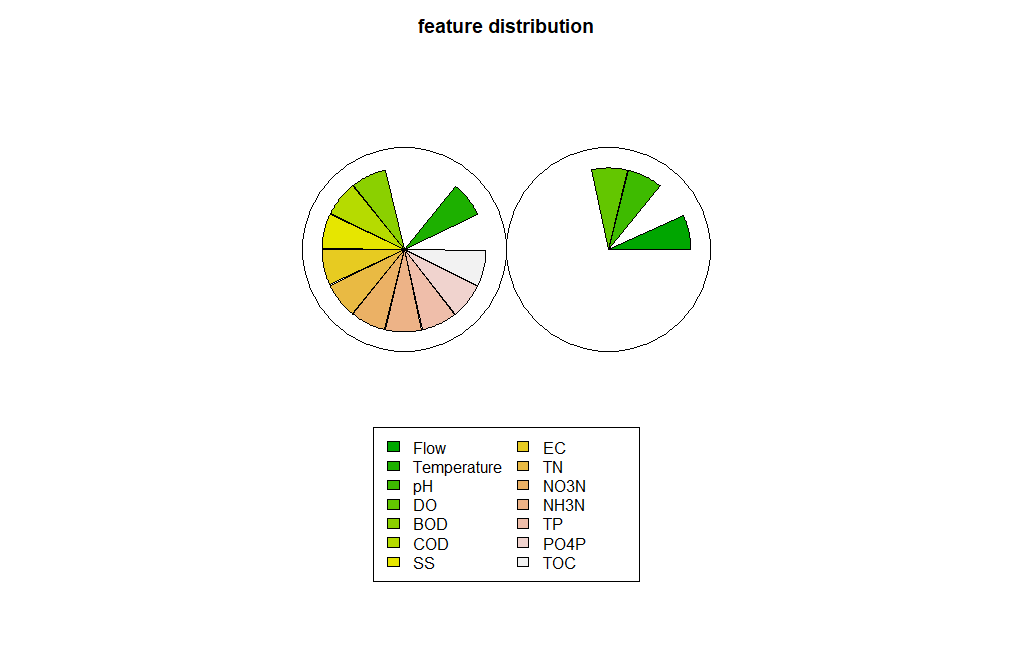 feature distribution
Flow
Temperature
pH
DO
BOD
COD
SS
EC
TN
NO3N
NH3N
TP
PO4P
TOC